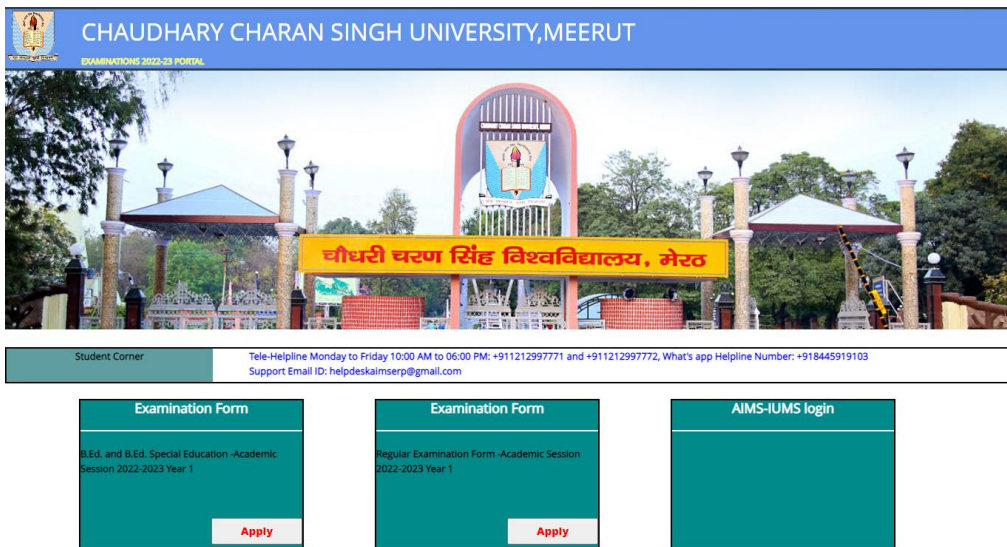 CHAUDHARY CHARAN SINGH UNIVERSITY,MEERUT
EXAMINATIONS 2022-23 PORTAL
चौधरी चरण सिंह विश्वविद्यालय, मेरठ
Student Corner
Tele-Helpline Monday to Friday 10:00 AM to 06:00 PM: +911212997771 and +911212997772, What's app Helpline Number: +918445919103
Support Email ID: helpdeskaimserp@gmail.com
Examination Form
B.Ed. and B.Ed. Special Education -Academic
Session 2022-2023 Year 1
Apply
Examination Form
Regular Examination Form -Academic Session
2022-2023 Year 1
Apply
AIMS-IUMS login